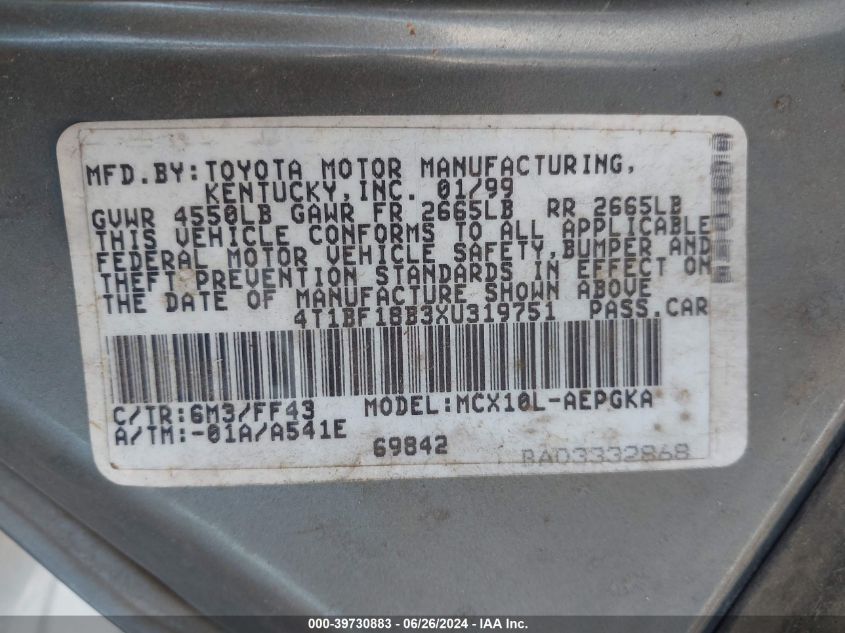 MFD.BY:TOYOTA MOTOR MANUFACTURING,
KENTUCKY,INC. 01/99
GVWR 4550LB GAWR FR 2665LB RR 2665LB
THIS VEHICLE CONFORMS TO ALL APPLICABLE
FEDERAL MOTOR VEHICLE SAFETY,BUMPER AND
THEFT PREVENTION STANDARDS IN EFFECT ON
THE DATE OF MANUFACTURE SHOWN ABOVE
4T1BF18B3XU319751 PASS.CAR
C/TR:6M3/FF43 MODEL:MCX10L-AEPGKA
A/TM:-01A/A541E
69842
RAD3332868
000-39730883 - 06/26/2024 - IAA Inc.